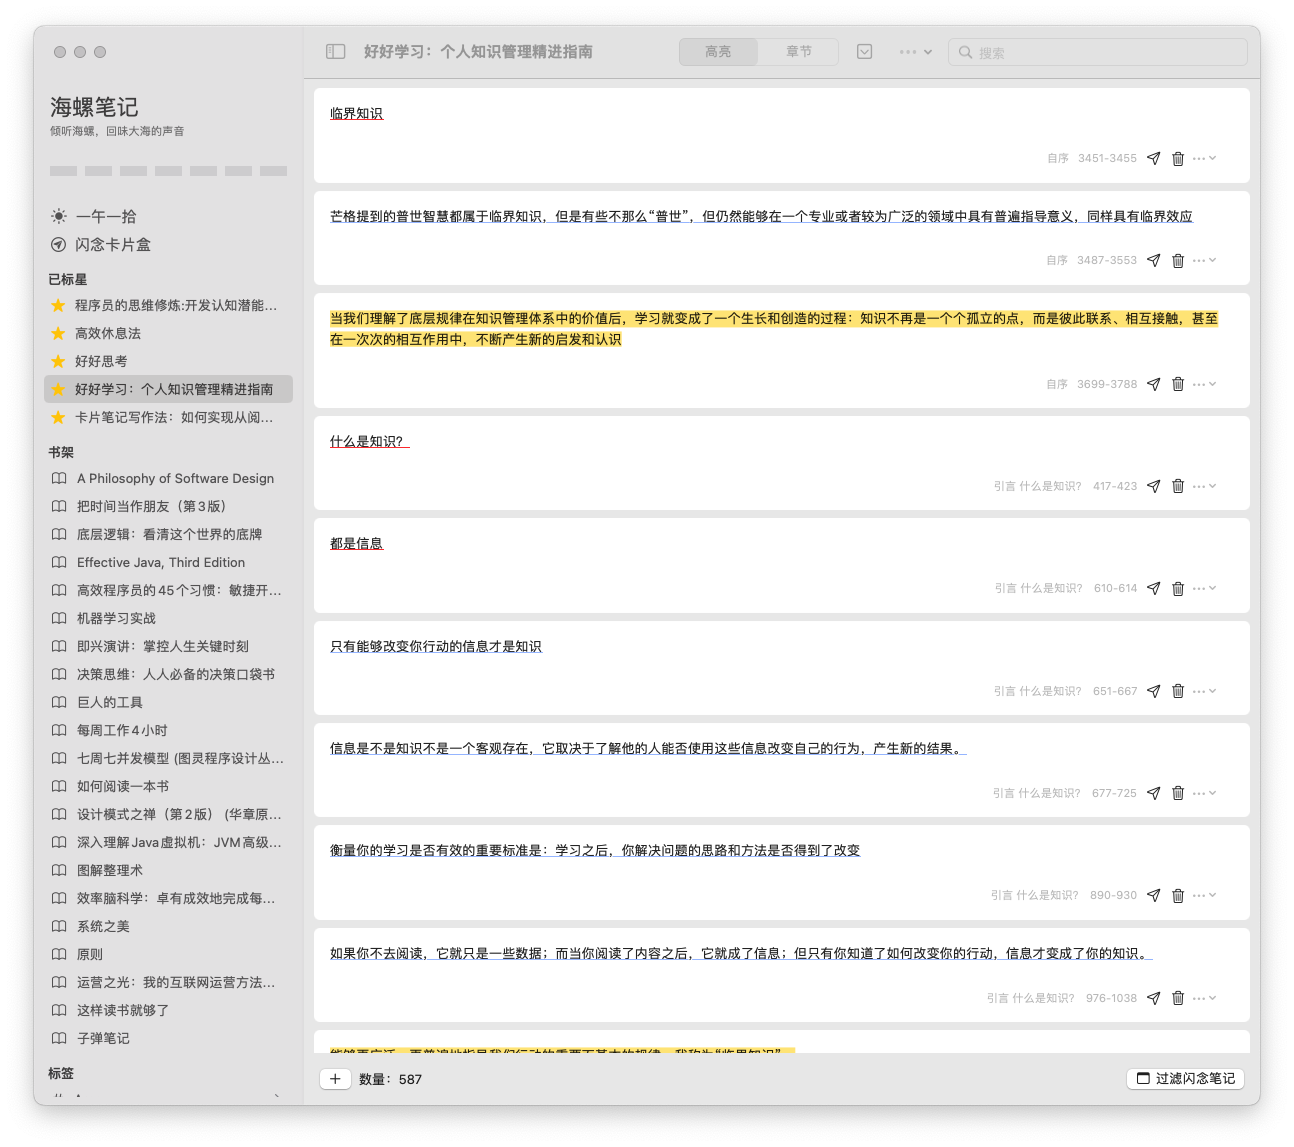 好好学习：个人知识管理精进指南
高亮
章节
搜索
海螺笔记
倾听海螺，回味大海的声音
一午一拾
闪念卡片盒
已标星
程序员的思维修炼:开发认知潜能...
高效休息法
好好思考
好好学习：个人知识管理精进指南
卡片笔记写作法：如何实现从阅...
书架
A Philosophy of Software Design
把时间当作朋友（第3版）
底层逻辑：看清这个世界的底牌
Effective Java, Third Edition
高效程序员的45个习惯：敏捷开...
机器学习实战
即兴演讲：掌控人生关键时刻
决策思维：人人必备的决策口袋书
巨人的工具
每周工作4小时
七周七并发模型 (图灵程序设计丛...
如何阅读一本书
设计模式之禅（第2版） (华章原...
深入理解Java虚拟机：JVM高级...
图解整理术
效率脑科学：卓有成效地完成每...
系统之美
原则
运营之光：我的互联网运营方法...
这样读书就够了
子弹笔记
标签
临界知识
自序 3451-3455
芒格提到的普世智慧都属于临界知识，但是有些不那么“普世”，但仍然能够在一个专业或者较为广泛的领域中具有普遍指导意义，同样具有临界效应
自序 3487-3553
当我们理解了底层规律在知识管理体系中的价值后，学习就变成了一个生长和创造的过程：知识不再是一个个孤立的点，而是彼此联系、相互接触，甚至
在一次次的相互作用中，不断产生新的启发和认识
自序 3699-3788
什么是知识？
引言 什么是知识？ 417-423
都是信息
引言 什么是知识？ 610-614
只有能够改变你行动的信息才是知识
引言 什么是知识？ 651-667
信息是不是知识不是一个客观存在，它取决于了解他的人能否使用这些信息改变自己的行为，产生新的结果。
引言 什么是知识？ 677-725
衡量你的学习是否有效的重要标准是：学习之后，你解决问题的思路和方法是否得到了改变
引言 什么是知识？ 890-930
如果你不去阅读，它就只是一些数据；而当你阅读了内容之后，它就成了信息；但只有你知道了如何改变你的行动，信息才变成了你的知识。
引言 什么是知识？ 976-1038
数量：587
过滤闪念笔记